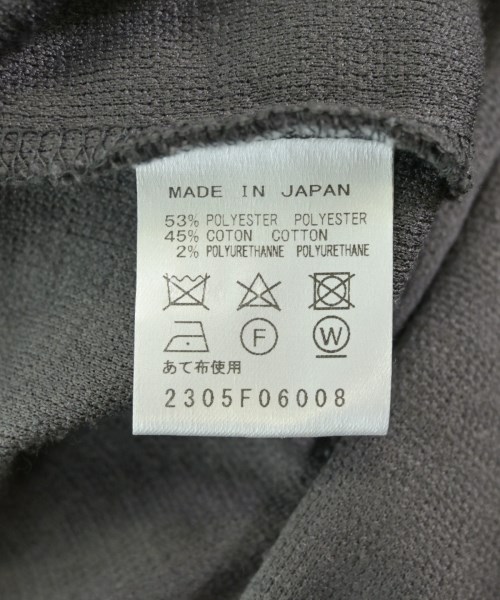 MADE IN JAPAN
53% POLYESTER POLYESTER
45% COTON COTTON
2% POLYURETHANNE POLYURETHANE
F W
あて布使用
2305F06008